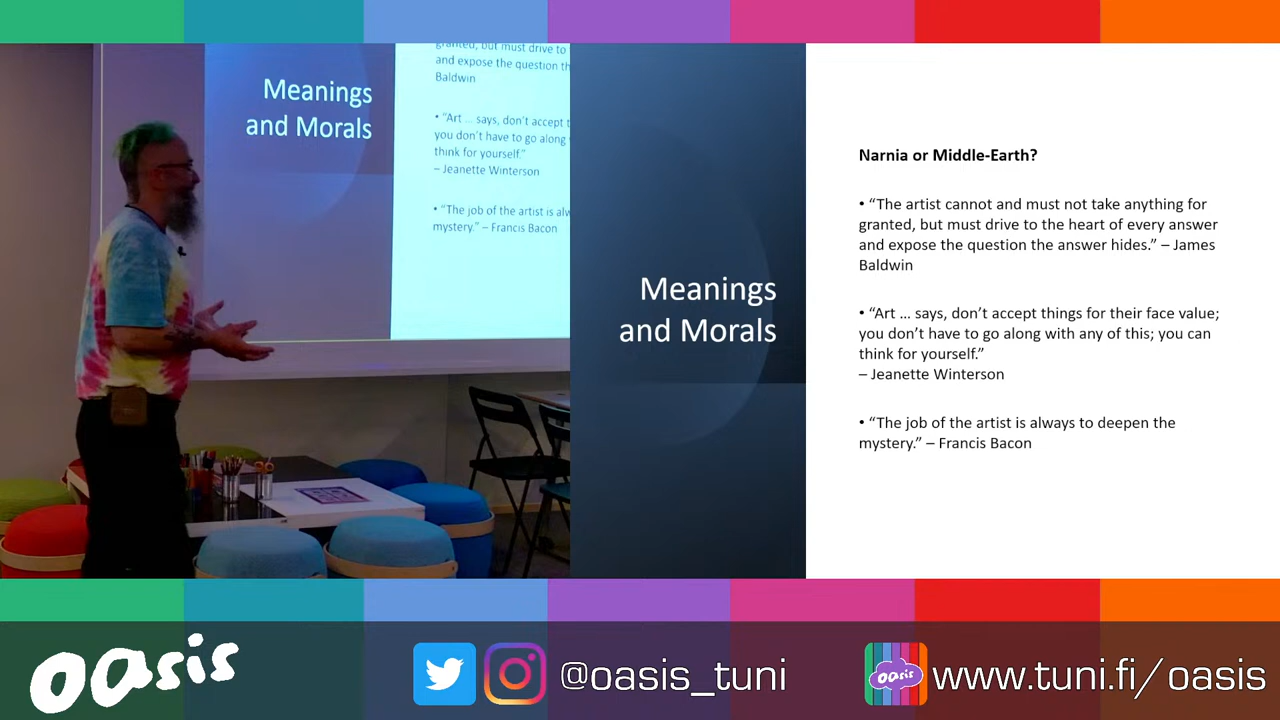 Meanings
and Morals
granted, but must drive to
and expose the question th
Baldwin
• “Art ... says, don’t accept t
you don’t have to go along
think for yourself.”
– Jeanette Winterson
• “The job of the artist is alw
mystery.” – Francis Bacon
Meanings
and Morals
Narnia or Middle-Earth?
• “The artist cannot and must not take anything for
granted, but must drive to the heart of every answer
and expose the question the answer hides.” – James
Baldwin
• “Art ... says, don’t accept things for their face value;
you don’t have to go along with any of this; you can
think for yourself.”
– Jeanette Winterson
• “The job of the artist is always to deepen the
mystery.” – Francis Bacon
oasis
@oasis_tuni
oasis
www.tuni.fi/oasis